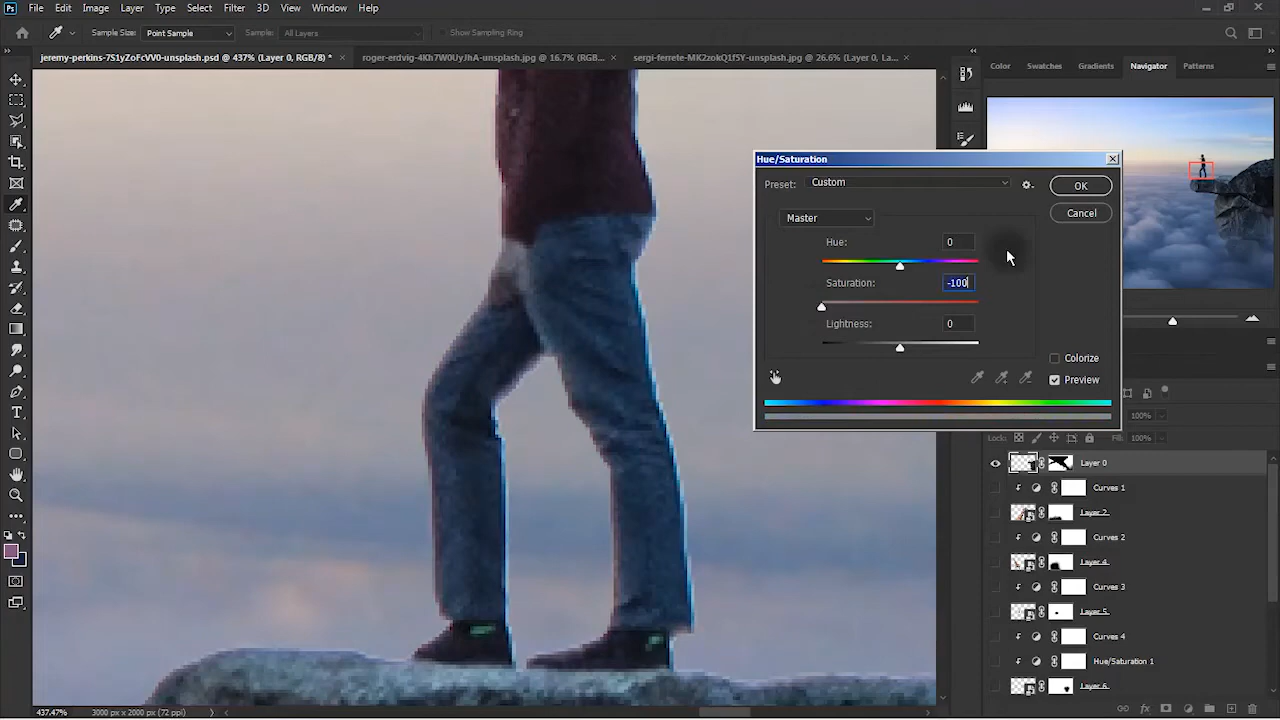 Ps File Edit Image Layer Type Select Filter 3D View Window Help
Sample Size: Point Sample Sample: All Layers Show Sampling Ring
jeremy-perkins-7S1yZoFcVV0-unsplash.psd @ 437% (Layer 0, RGB/8) * × roger-erdvig-4Kh7W0UyJhA-unsplash.jpg @ 16.7% (RGB... × sergi-ferrete-MK2zokQ1f5Y-unsplash.jpg @ 26.6% (Layer 0, La... ×
Color Swatches Gradients Navigator Patterns
Hue/Saturation
Preset: Custom
OK
Master
Cancel
Hue: 0
Saturation: -100
Lightness: 0
Colorize
Preview
100%
Lock: Fill: 100%
Layer 0
Curves 1
Layer 2
Curves 2
Layer 4
Curves 3
Layer 5
Curves 4
Hue/Saturation 1
Layer 6
437.47% 3000 px x 2000 px (72 ppi)
fx